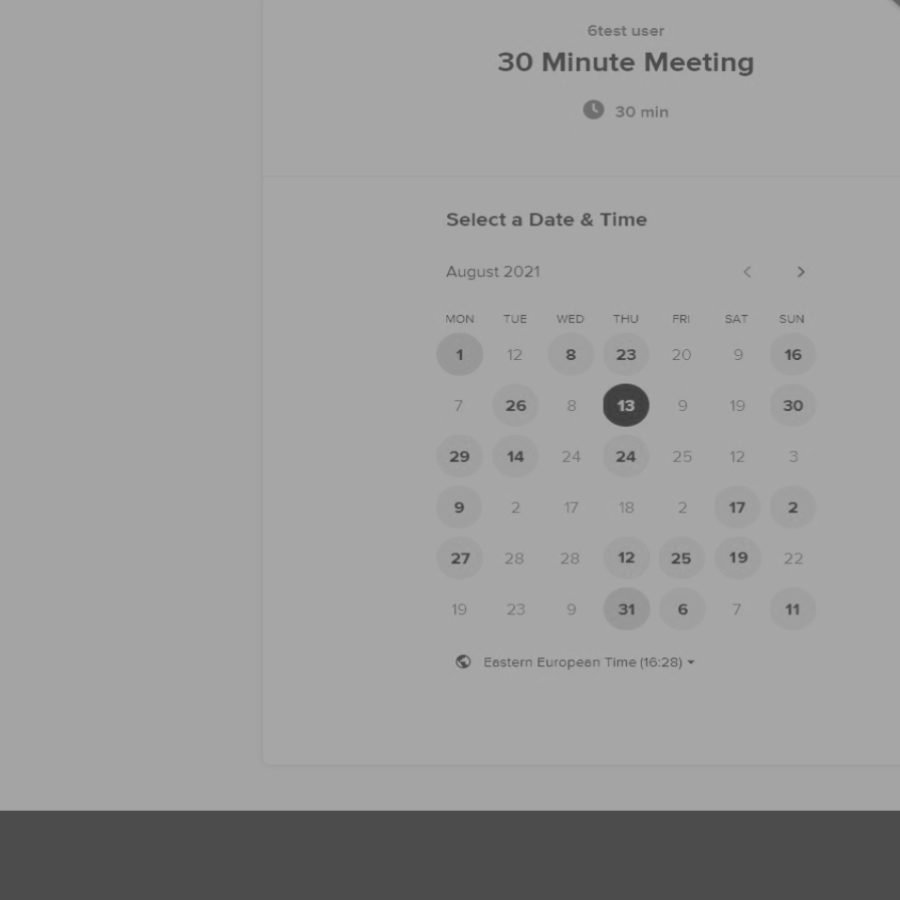 6test user
30 Minute Meeting
30 min
Select a Date & Time
August 2021
MON TUE WED THU FRI SAT SUN
1 12 8 23 20 9 16
7 26 8 13 9 19 30
29 14 24 24 25 12 3
9 2 17 18 2 17 2
27 28 28 12 25 19 22
19 23 9 31 6 7 11
Eastern European Time (16:28)